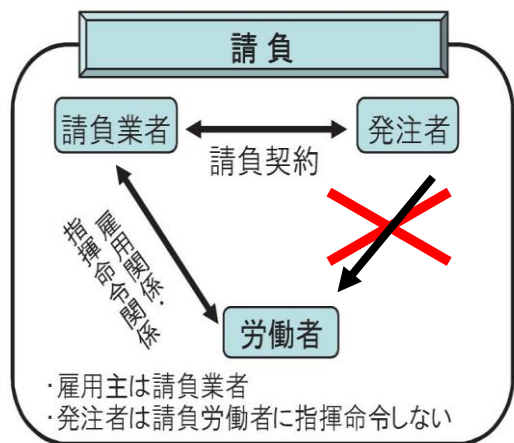 請負
請負業者
発注者
請負契約
雇用関係・
指揮命令関係
労働者
・雇用主は請負業者
・発注者は請負労働者に指揮命令しない